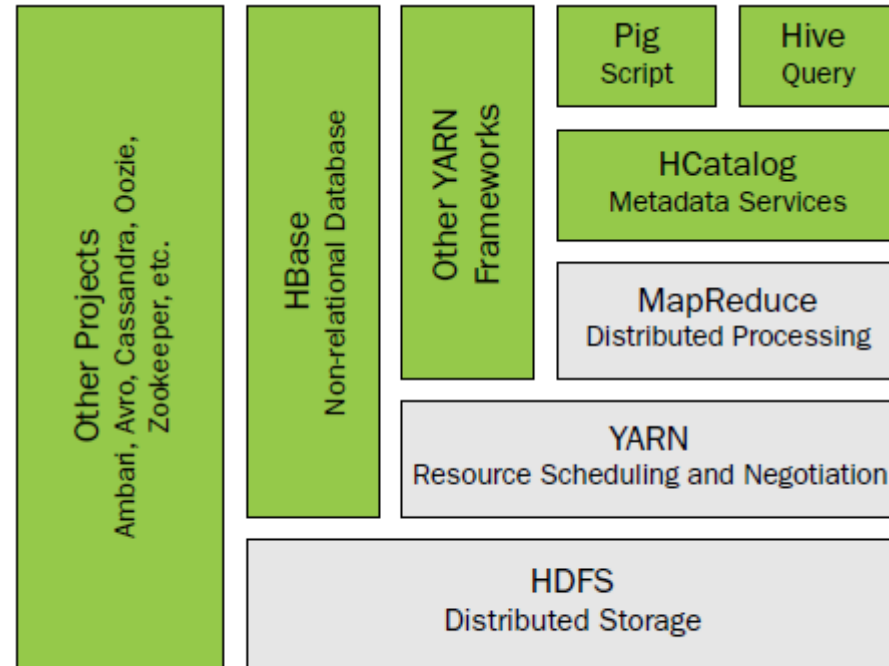 Other Projects
Ambari, Avro, Cassandra, Oozie,
Zookeeper, etc.
HBase
Non-relational Database
Other YARN
Frameworks
Pig
Script
Hive
Query
HCatalog
Metadata Services
MapReduce
Distributed Processing
YARN
Resource Scheduling and Negotiation
HDFS
Distributed Storage